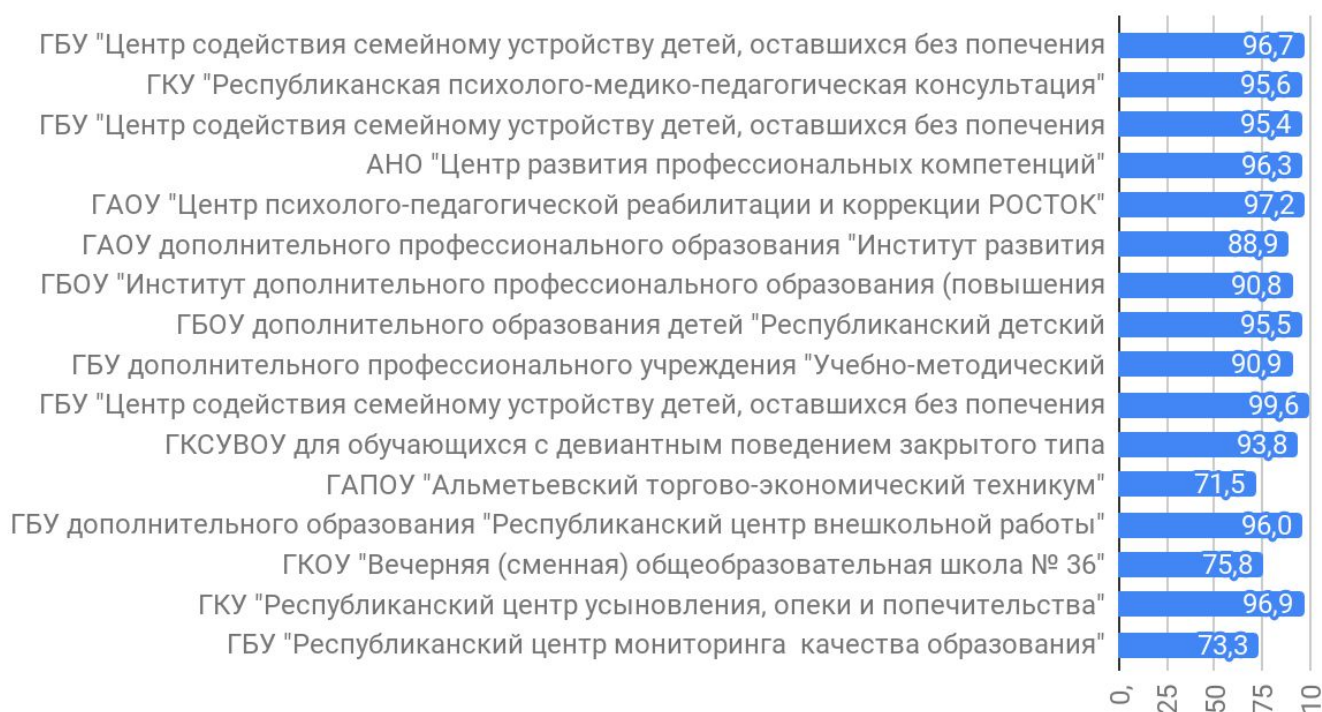 ГБУ "Центр содействия семейному устройству детей, оставшихся без попечения 96,7
ГКУ "Республиканская психолого-медико-педагогическая консультация" 95,6
ГБУ "Центр содействия семейному устройству детей, оставшихся без попечения 95,4
АНО "Центр развития профессиональных компетенций" 96,3
ГАОУ "Центр психолого-педагогической реабилитации и коррекции РОСТОК" 97,2
ГАОУ дополнительного профессионального образования "Институт развития 88,9
ГБОУ "Институт дополнительного профессионального образования (повышения 90,8
ГБОУ дополнительного образования детей "Республиканский детский 95,5
ГБУ дополнительного профессионального учреждения "Учебно-методический 90,9
ГБУ "Центр содействия семейному устройству детей, оставшихся без попечения 99,6
ГКСУВОУ для обучающихся с девиантным поведением закрытого типа 93,8
ГАПОУ "Альметьевский торгово-экономический техникум" 71,5
ГБУ дополнительного образования "Республиканский центр внешкольной работы" 96,0
ГКОУ "Вечерняя (сменная) общеобразовательная школа № 36" 75,8
ГКУ "Республиканский центр усыновления, опеки и попечительства" 96,9
ГБУ "Республиканский центр мониторинга качества образования" 73,3
0, 25 50 75 10